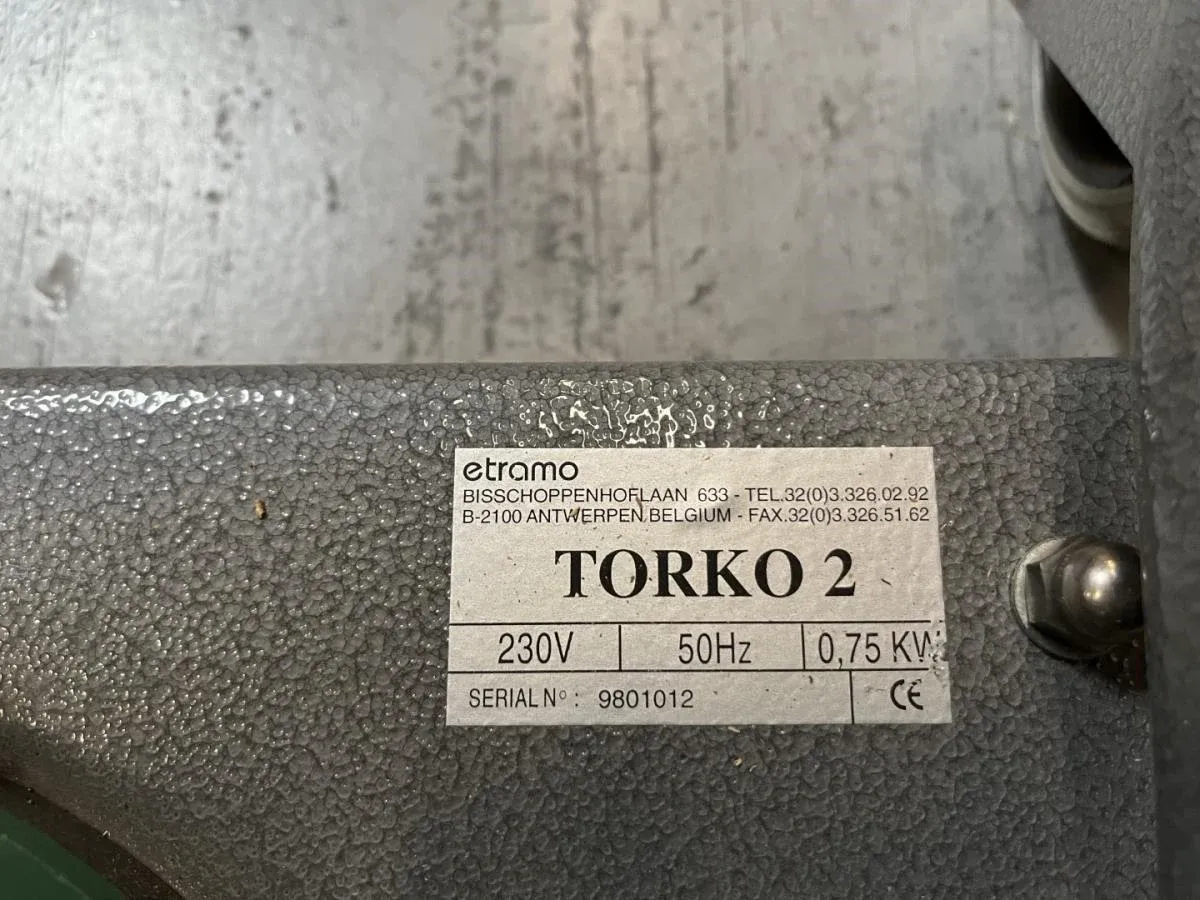 etramo
BISSCHOPPENHOFLAAN 633 - TEL.32(0)3.326.02.92
B-2100 ANTWERPEN BELGIUM - FAX.32(0)3.326.51.62
TORKO 2
230V 50Hz 0,75 KW
SERIAL Nº : 9801012 CE